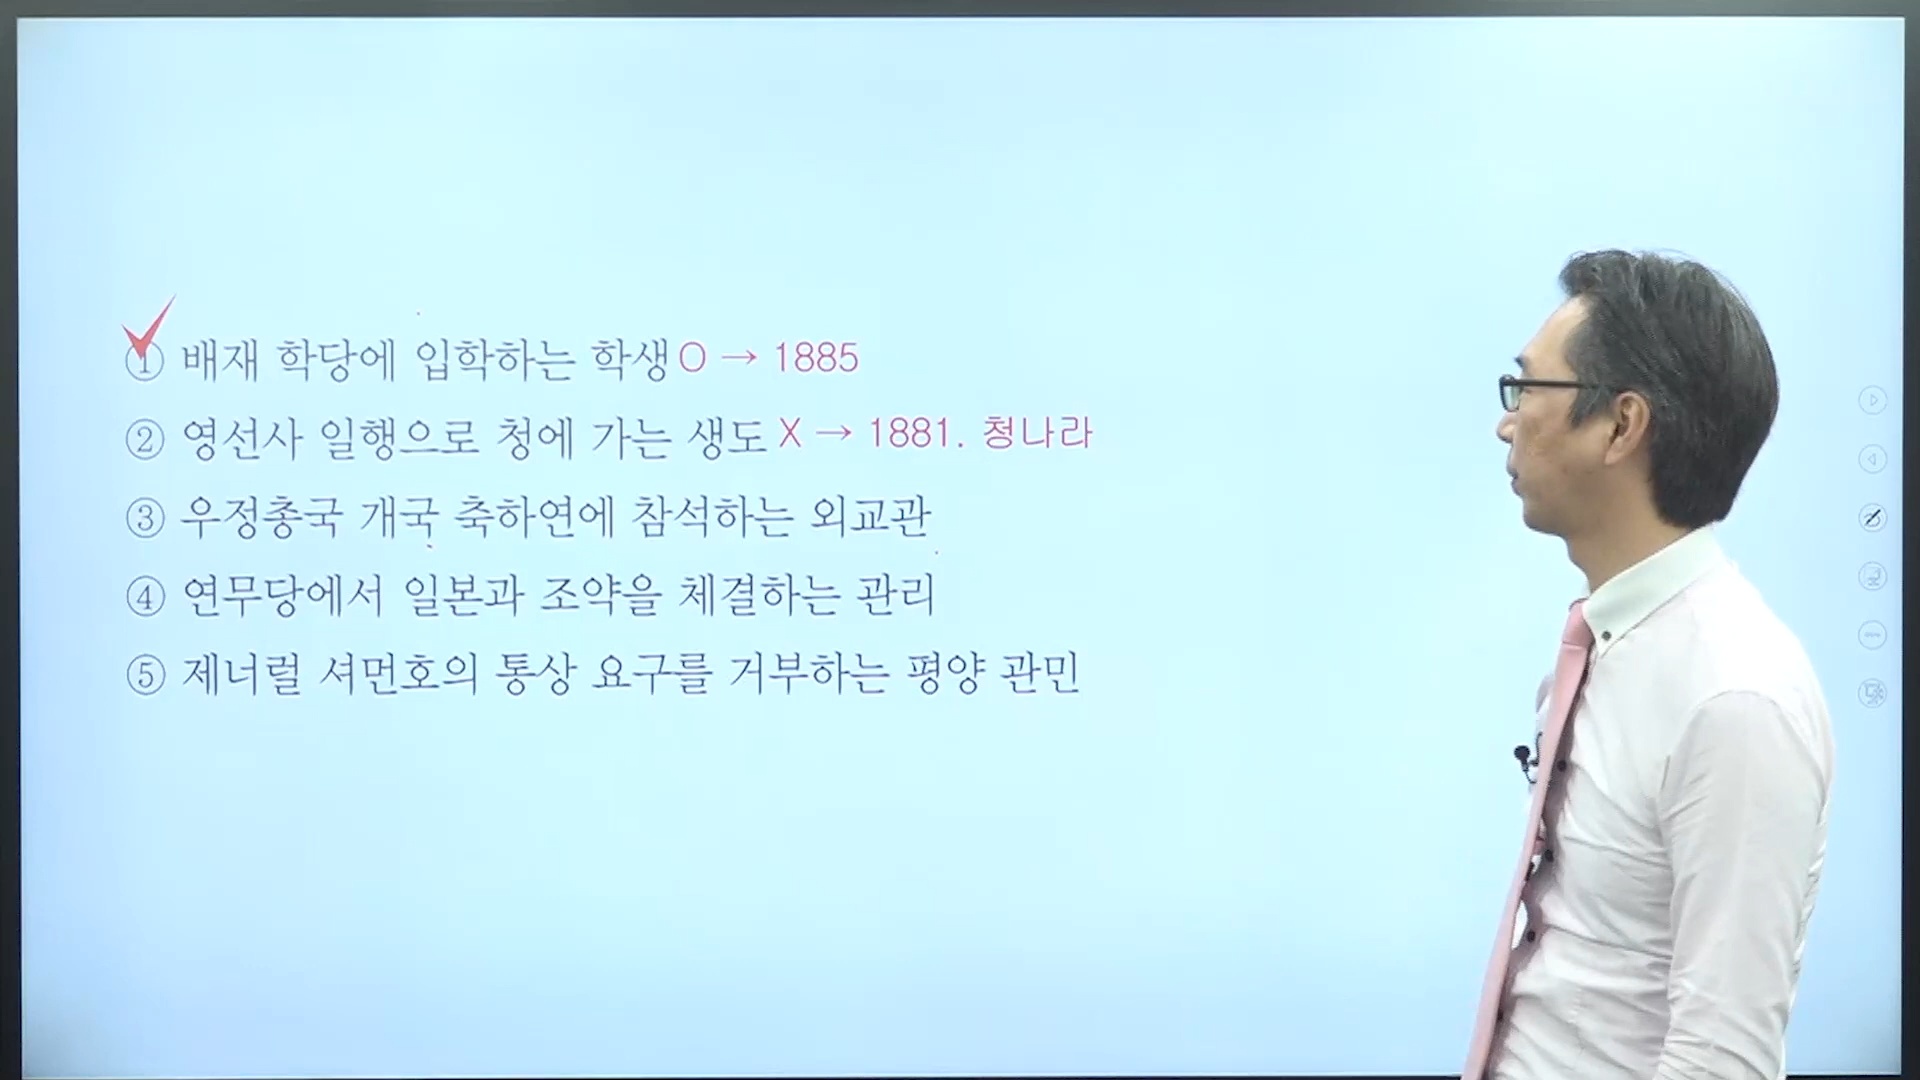 ① 배재 학당에 입학하는 학생 O → 1885
② 영선사 일행으로 청에 가는 생도 X → 1881. 청나라
③ 우정총국 개국 축하연에 참석하는 외교관
④ 연무당에서 일본과 조약을 체결하는 관리
⑤ 제너럴 셔먼호의 통상 요구를 거부하는 평양 관민